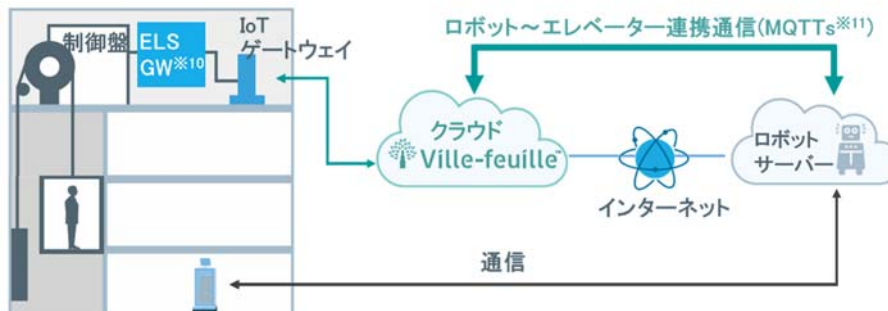 ロボット～エレベーター連携通信(MQTTs※11)
制御盤
ELS
GW※10
IoT
ゲートウェイ
クラウド
Ville-feuille™
ロボット
サーバー
インターネット
通信